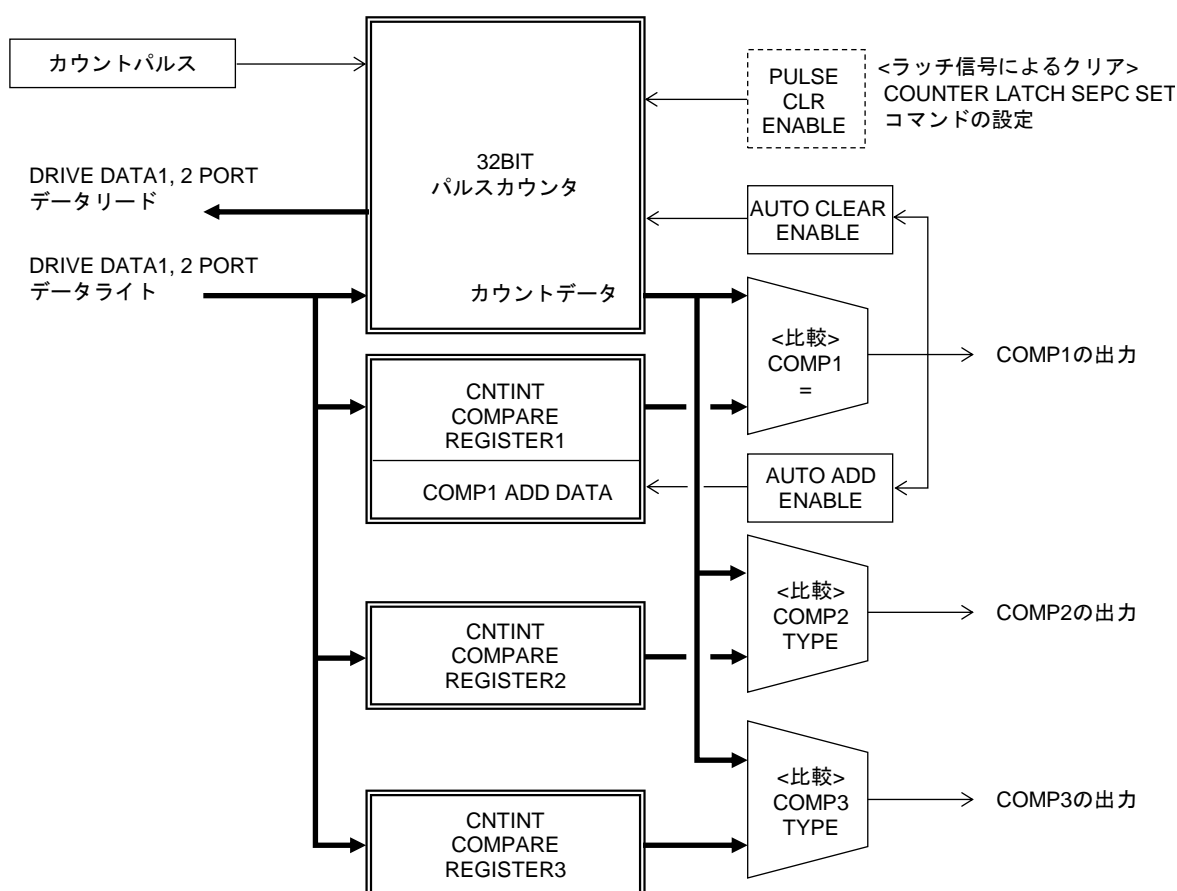 カウントパルス
PULSE
CLR
ENABLE
<ラッチ信号によるクリア>
COUNTER LATCH SEPC SET
コマンドの設定
32BIT
パルスカウンタ
DRIVE DATA1, 2 PORT
データリード
AUTO CLEAR
ENABLE
DRIVE DATA1, 2 PORT
データライト
カウントデータ
<比較>
COMP1
=
COMP1の出力
CNTINT
COMPARE
REGISTER1
COMP1 ADD DATA
AUTO ADD
ENABLE
<比較>
COMP2
TYPE
COMP2の出力
CNTINT
COMPARE
REGISTER2
<比較>
COMP3
TYPE
COMP3の出力
CNTINT
COMPARE
REGISTER3